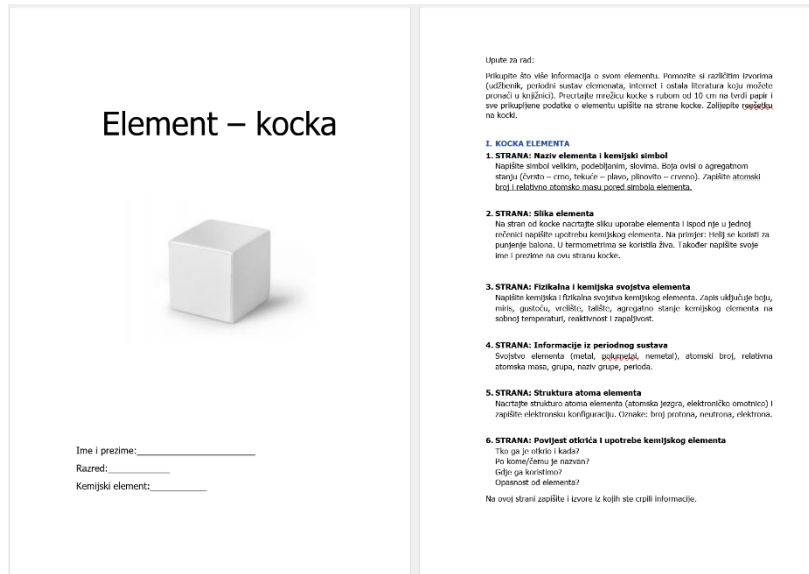 Element – kocka
Ime i prezime:________________________
Razred:_____________
Kemijski element:____________
Upute za rad:
Prikupite što više informacija o svom elementu. Pomozite si različitim izvorima
(udžbenik, periodni sustav elemenata, internet i ostala literatura koju možete
pronaći u knjižnici). Precrtajte mrežicu kocke s rubom od 10 cm na tvrdi papir i
sve prikupljene podatke o elementu upišite na strane kocke. Zalijepite
na kocki.
I. KOCKA ELEMENTA
1. STRANA: Naziv elementa i kemijski simbol
Napišite simbol velikim, podebljanim, slovima. Boja ovisi o agregatnom
stanju (čvrsto – crno, tekuće – plavo, plinovito – crveno). Zapišite atomski
broj i relativno atomsko masu pored simbola elementa.
2. STRANA: Slika elementa
Na stran od kocke nacrtajte sliku uporabe elementa i ispod nje u jednoj
rečenici napišite upotrebu kemijskog elementa. Na primjer: Helij se koristi za
punjenje balona. U termometrima se koristila živa. Također napišite svoje
ime i prezime na ovu stranu kocke.
3. STRANA: Fizikalna i kemijska svojstva elementa
Napišite kemijska i fizikalna svojstva kemijskog elementa. Zapis uključuje boju,
miris, gustoću, vrelište, talište, agregatno stanje kemijskog elementa na
sobnoj temperaturi, reaktivnost i zapaljivost.
4. STRANA: Informacije iz periodnog sustava
Svojstvo elementa (metal, polumetal, nemetal), atomski broj, relativna
atomska masa, grupa, naziv grupe, perioda.
5. STRANA: Struktura atoma elementa
Nacrtajte strukturo atoma elementa (atomska jezgra, elektroničko omotnico) i
zapišite elektronsku konfiguraciju. Oznake: broj protona, neutrona, elektrona.
6. STRANA: Povijest otkrića i upotrebe kemijskog elementa
Tko ga je otkrio i kada?
Po kome/čemu je nazvan?
Gdje ga koristimo?
Opasnost od elementa?
Na ovoj strani zapišite i izvore iz kojih ste crpili informacije.